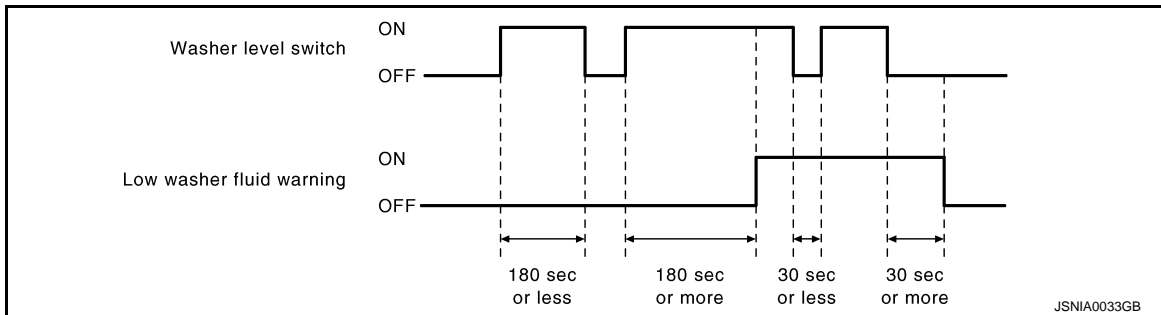 Washer level switch
ON
OFF
Low washer fluid warning
ON
OFF
180 sec
or less
180 sec
or more
30 sec
or less
30 sec
or more
JSNIA0033GB